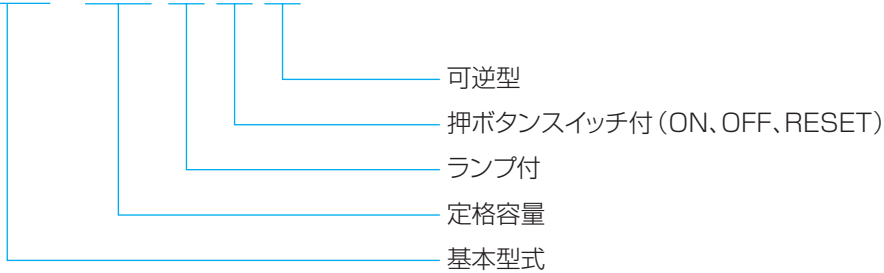 可逆型
押ボタンスイッチ付（ON、OFF、RESET）
ランプ付
定格容量
基本型式